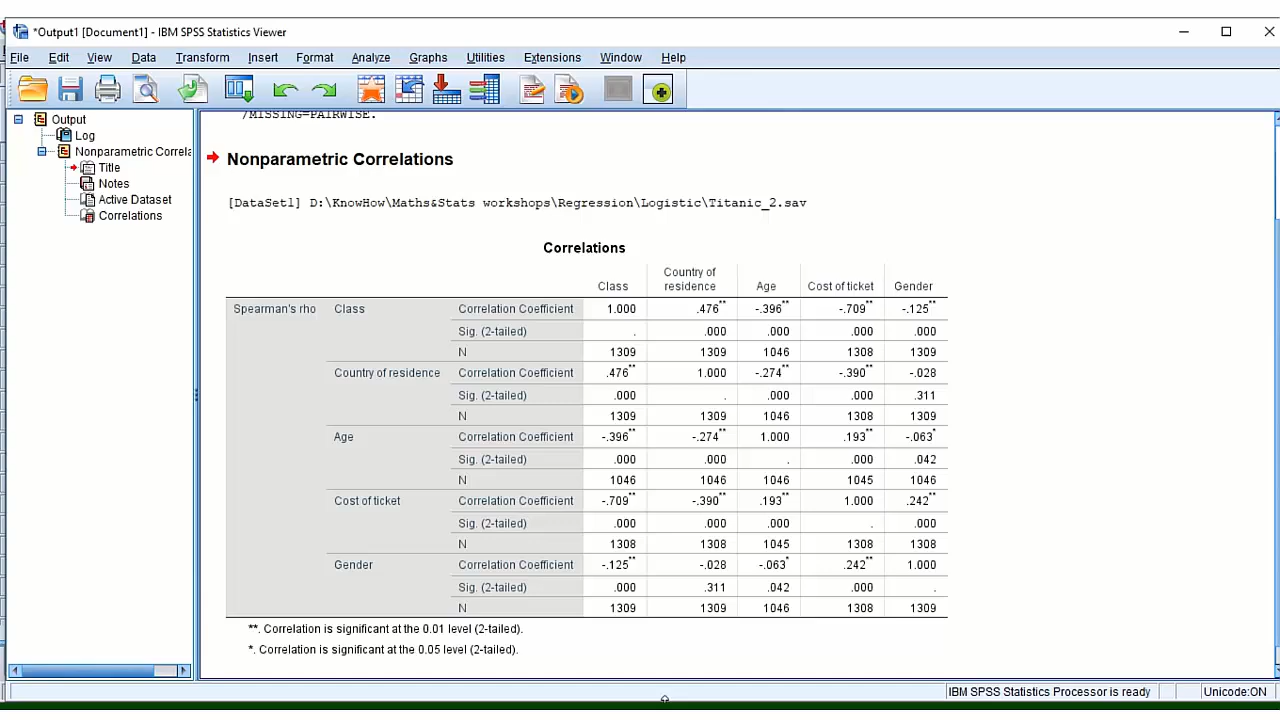 *Output1 [Document1] - IBM SPSS Statistics Viewer
File Edit View Data Transform Insert Format Analyze Graphs Utilities Extensions Window Help
Output
Log
Nonparametric Correla
Title
Notes
Active Dataset
Correlations
/MISSING=PAIRWISE.
Nonparametric Correlations
[DataSet1] D:\KnowHow\Maths&Stats workshops\Regression\Logistic\Titanic_2.sav
Correlations
Class Country of residence Age Cost of ticket Gender
Spearman's rho Class Correlation Coefficient 1.000 .476** -.396** -.709** -.125**
Sig. (2-tailed) . .000 .000 .000 .000
N 1309 1309 1046 1308 1309
Country of residence Correlation Coefficient .476** 1.000 -.274** -.390** -.028
Sig. (2-tailed) .000 . .000 .000 .311
N 1309 1309 1046 1308 1309
Age Correlation Coefficient -.396** -.274** 1.000 .193** -.063*
Sig. (2-tailed) .000 .000 . .000 .042
N 1046 1046 1046 1045 1046
Cost of ticket Correlation Coefficient -.709** -.390** .193** 1.000 .242**
Sig. (2-tailed) .000 .000 .000 . .000
N 1308 1308 1045 1308 1308
Gender Correlation Coefficient -.125** -.028 -.063* .242** 1.000
Sig. (2-tailed) .000 .311 .042 .000 .
N 1309 1309 1046 1308 1309
**. Correlation is significant at the 0.01 level (2-tailed).
*. Correlation is significant at the 0.05 level (2-tailed).
IBM SPSS Statistics Processor is ready Unicode:ON